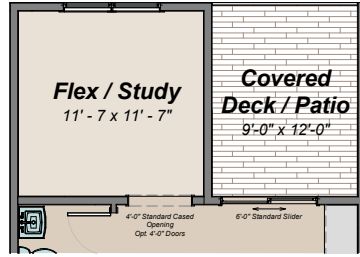 Flex / Study
11' - 7 x 11' - 7"
Covered
Deck / Patio
9'-0" x 12'-0"
4'-0" Standard Cased
Opening
Opt. 4'-0" Doors
6'-0" Standard Slider